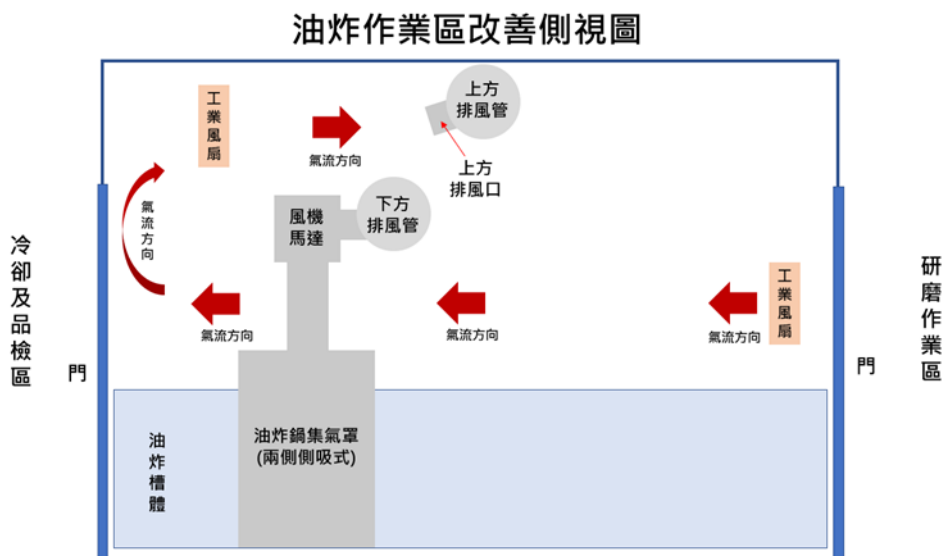 油炸作業區改善側視圖
工業風扇
氣流方向
上方
排風管
上方
排風口
氣流方向
風機
馬達
下方
排風管
冷卻及品檢區
門
氣流方向
氣流方向
氣流方向
工業風扇
門
研磨作業區
油炸槽體
油炸鍋集氣罩
(兩側側吸式)